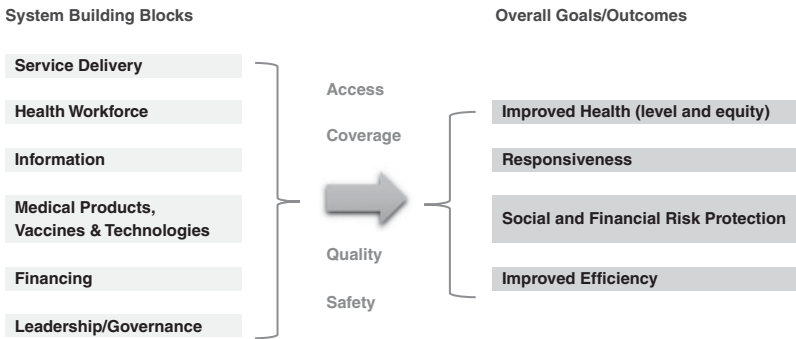 System Building Blocks
Overall Goals/Outcomes
Service Delivery
Health Workforce
Information
Medical Products,
Vaccines & Technologies
Financing
Leadership/Governance
Access
Coverage
Quality
Safety
Improved Health (level and equity)
Responsiveness
Social and Financial Risk Protection
Improved Efficiency